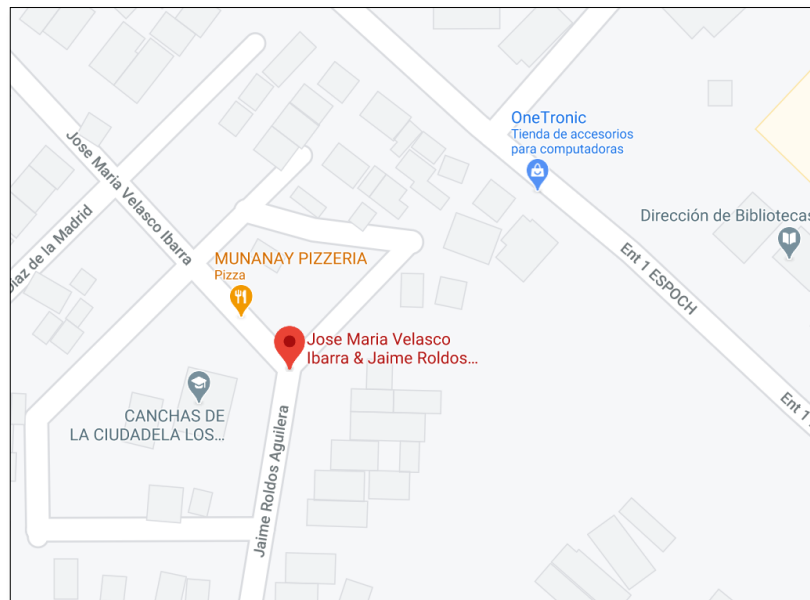 OneTronic
Tienda de accesorios
para computadoras
Jose Maria Velasco Ibarra
Diaz de la Madrid
Dirección de Bibliotecas
Ent 1 ESPOCH
MUNANAY PIZZERIA
Pizza
Jose Maria Velasco
Ibarra & Jaime Roldos...
CANCHAS DE
LA CIUDADELA LOS...
Jaime Roldos Aguilera
Ent 1